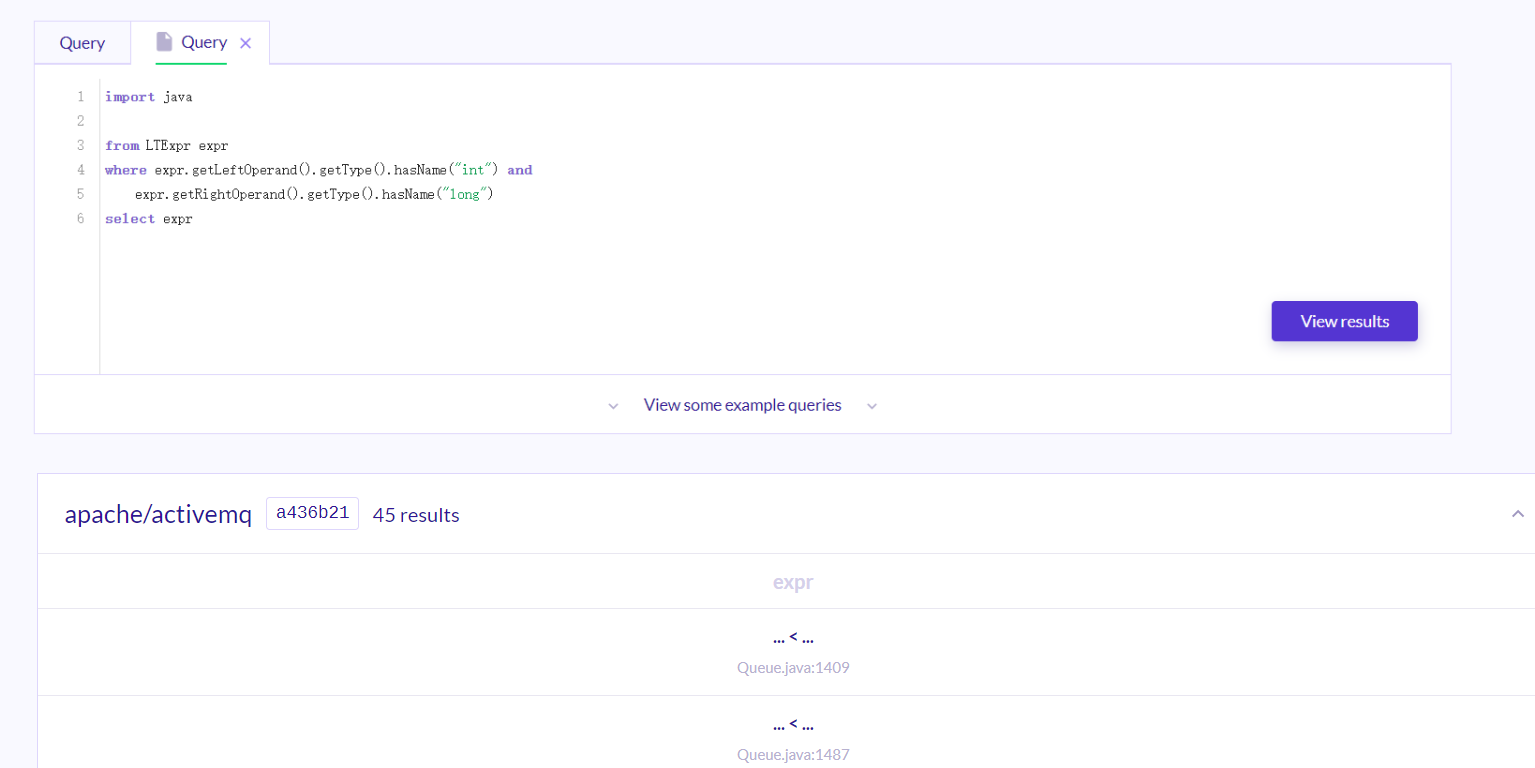 Query Query ×
1 import java
2
3 from LTExpr expr
4 where expr.getLeftOperand().getType().hasName("int") and
5 expr.getRightOperand().getType().hasName("long")
6 select expr
View results
View some example queries
apache/activemq a436b21 45 results
expr
... < ...
Queue.java:1409
... < ...
Queue.java:1487